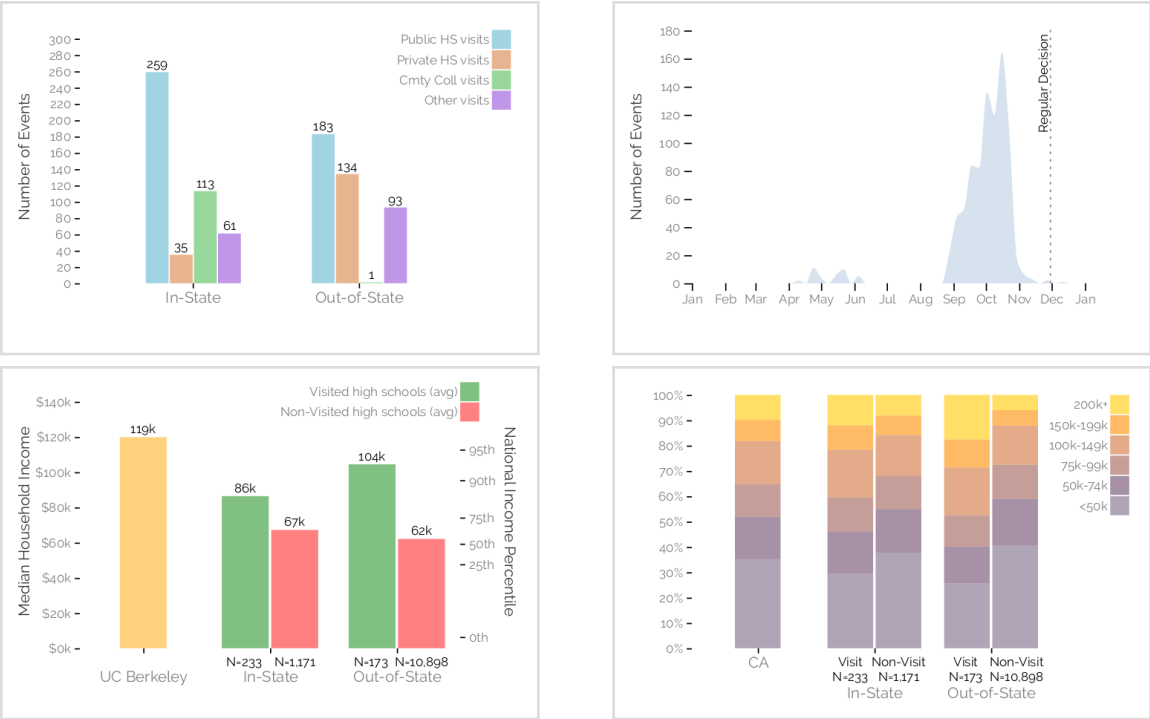 300
280
260
240
220
200
180
160
140
120
100
80
60
40
20
0
Number of Events
259
35
113
61
183
134
1
93
In-State
Out-of-State
Public HS visits
Private HS visits
Cmty Coll visits
Other visits
180
160
140
120
100
80
60
40
20
0
Number of Events
Regular Decision
Jan Feb Mar Apr May Jun Jul Aug Sep Oct Nov Dec Jan
Visited high schools (avg)
Non-Visited high schools (avg)
$140k
$120k
$100k
$80k
$60k
$40k
$20k
$0k
Median Household Income
119k
86k
67k
104k
62k
95th
90th
75th
50th
25th
0th
National Income Percentile
N=233 N=1,171 N=173 N=10,898
UC Berkeley In-State Out-of-State
100%
90%
80%
70%
60%
50%
40%
30%
20%
10%
0%
200k+
150k-199k
100k-149k
75k-99k
50k-74k
<50k
CA
Visit Non-Visit Visit Non-Visit
N=233 N=1,171 N=173 N=10,898
In-State Out-of-State